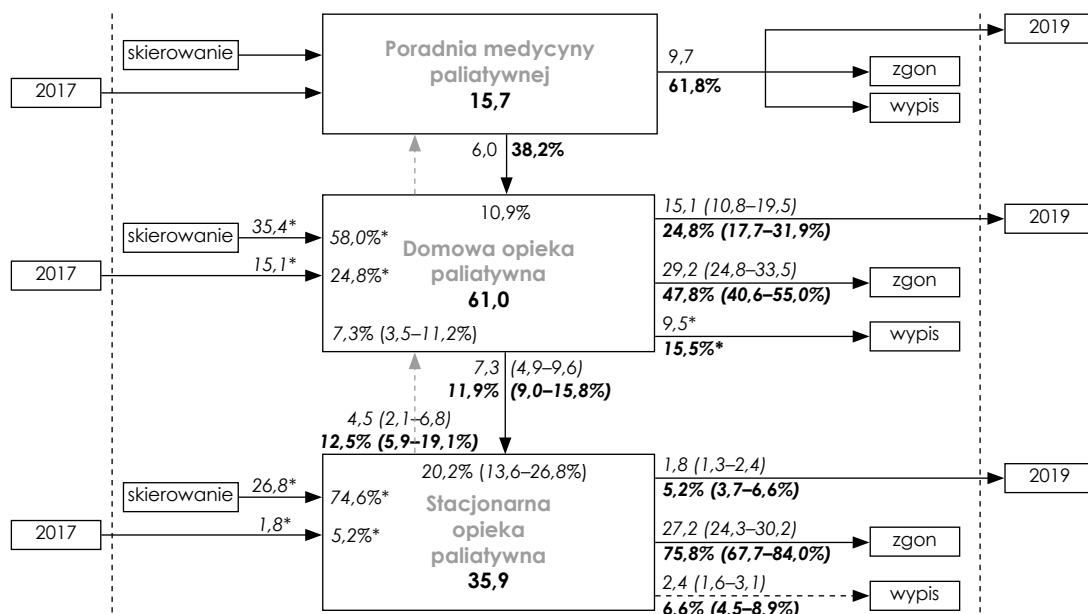 2019
skierowanie
Poradnia medycyny
paliatywnej
15,7
9,7
61,8%
zgon
2017
wypis
6,0 38,2%
10,9%
15,1 (10,8–19,5)
24,8% (17,7–31,9%)
2019
skierowanie
35,4*
58,0%*
Domowa opieka
paliatywna
61,0
2017
15,1*
24,8%*
29,2 (24,8–33,5)
47,8% (40,6–55,0%)
zgon
7,3% (3,5–11,2%)
9,5*
15,5%*
wypis
7,3 (4,9–9,6)
11,9% (9,0–15,8%)
4,5 (2,1–6,8)
12,5% (5,9–19,1%)
20,2% (13,6–26,8%)
1,8 (1,3–2,4)
5,2% (3,7–6,6%)
2019
skierowanie
26,8*
74,6%*
Stacjonarna
opieka
paliatywna
35,9
2017
1,8*
5,2%*
27,2 (24,3–30,2)
75,8% (67,7–84,0%)
zgon
2,4 (1,6–3,1)
6,6% (4,5–8,9%)
wypis